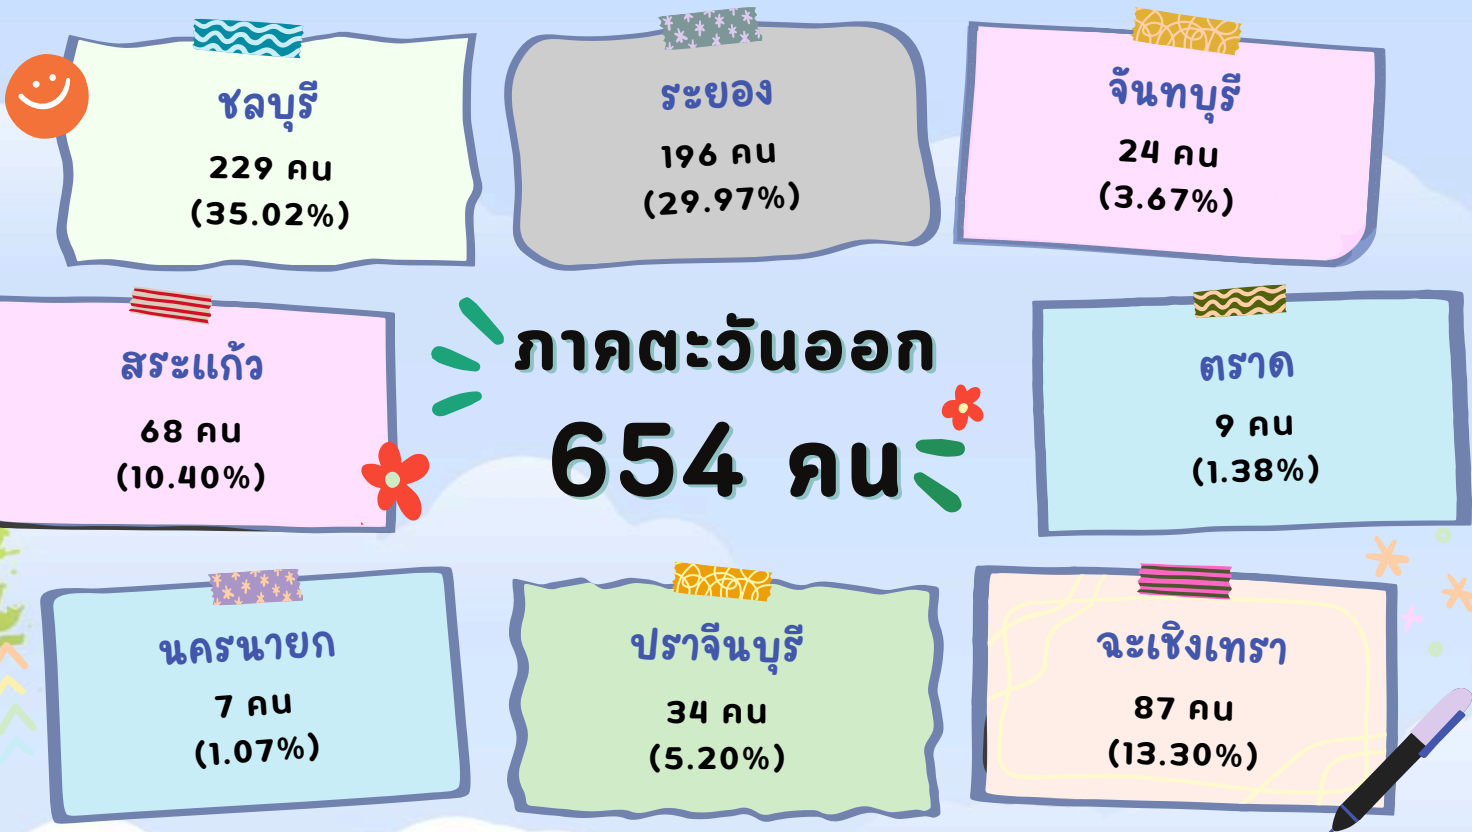 ชลบุรี
229 คน
(35.02%)
ระยอง
196 คน
(29.97%)
จันทบุรี
24 คน
(3.67%)
สระแก้ว
68 คน
(10.40%)
ภาคตะวันออก
654 คน
ตราด
9 คน
(1.38%)
นครนายก
7 คน
(1.07%)
ปราจีนบุรี
34 คน
(5.20%)
ฉะเชิงเทรา
87 คน
(13.30%)